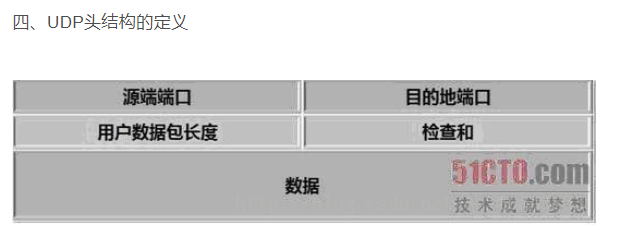 四、UDP头结构的定义
源端端口 目的地端口
用户数据包长度 检查和
数据
51CTO.com
技术成就梦想